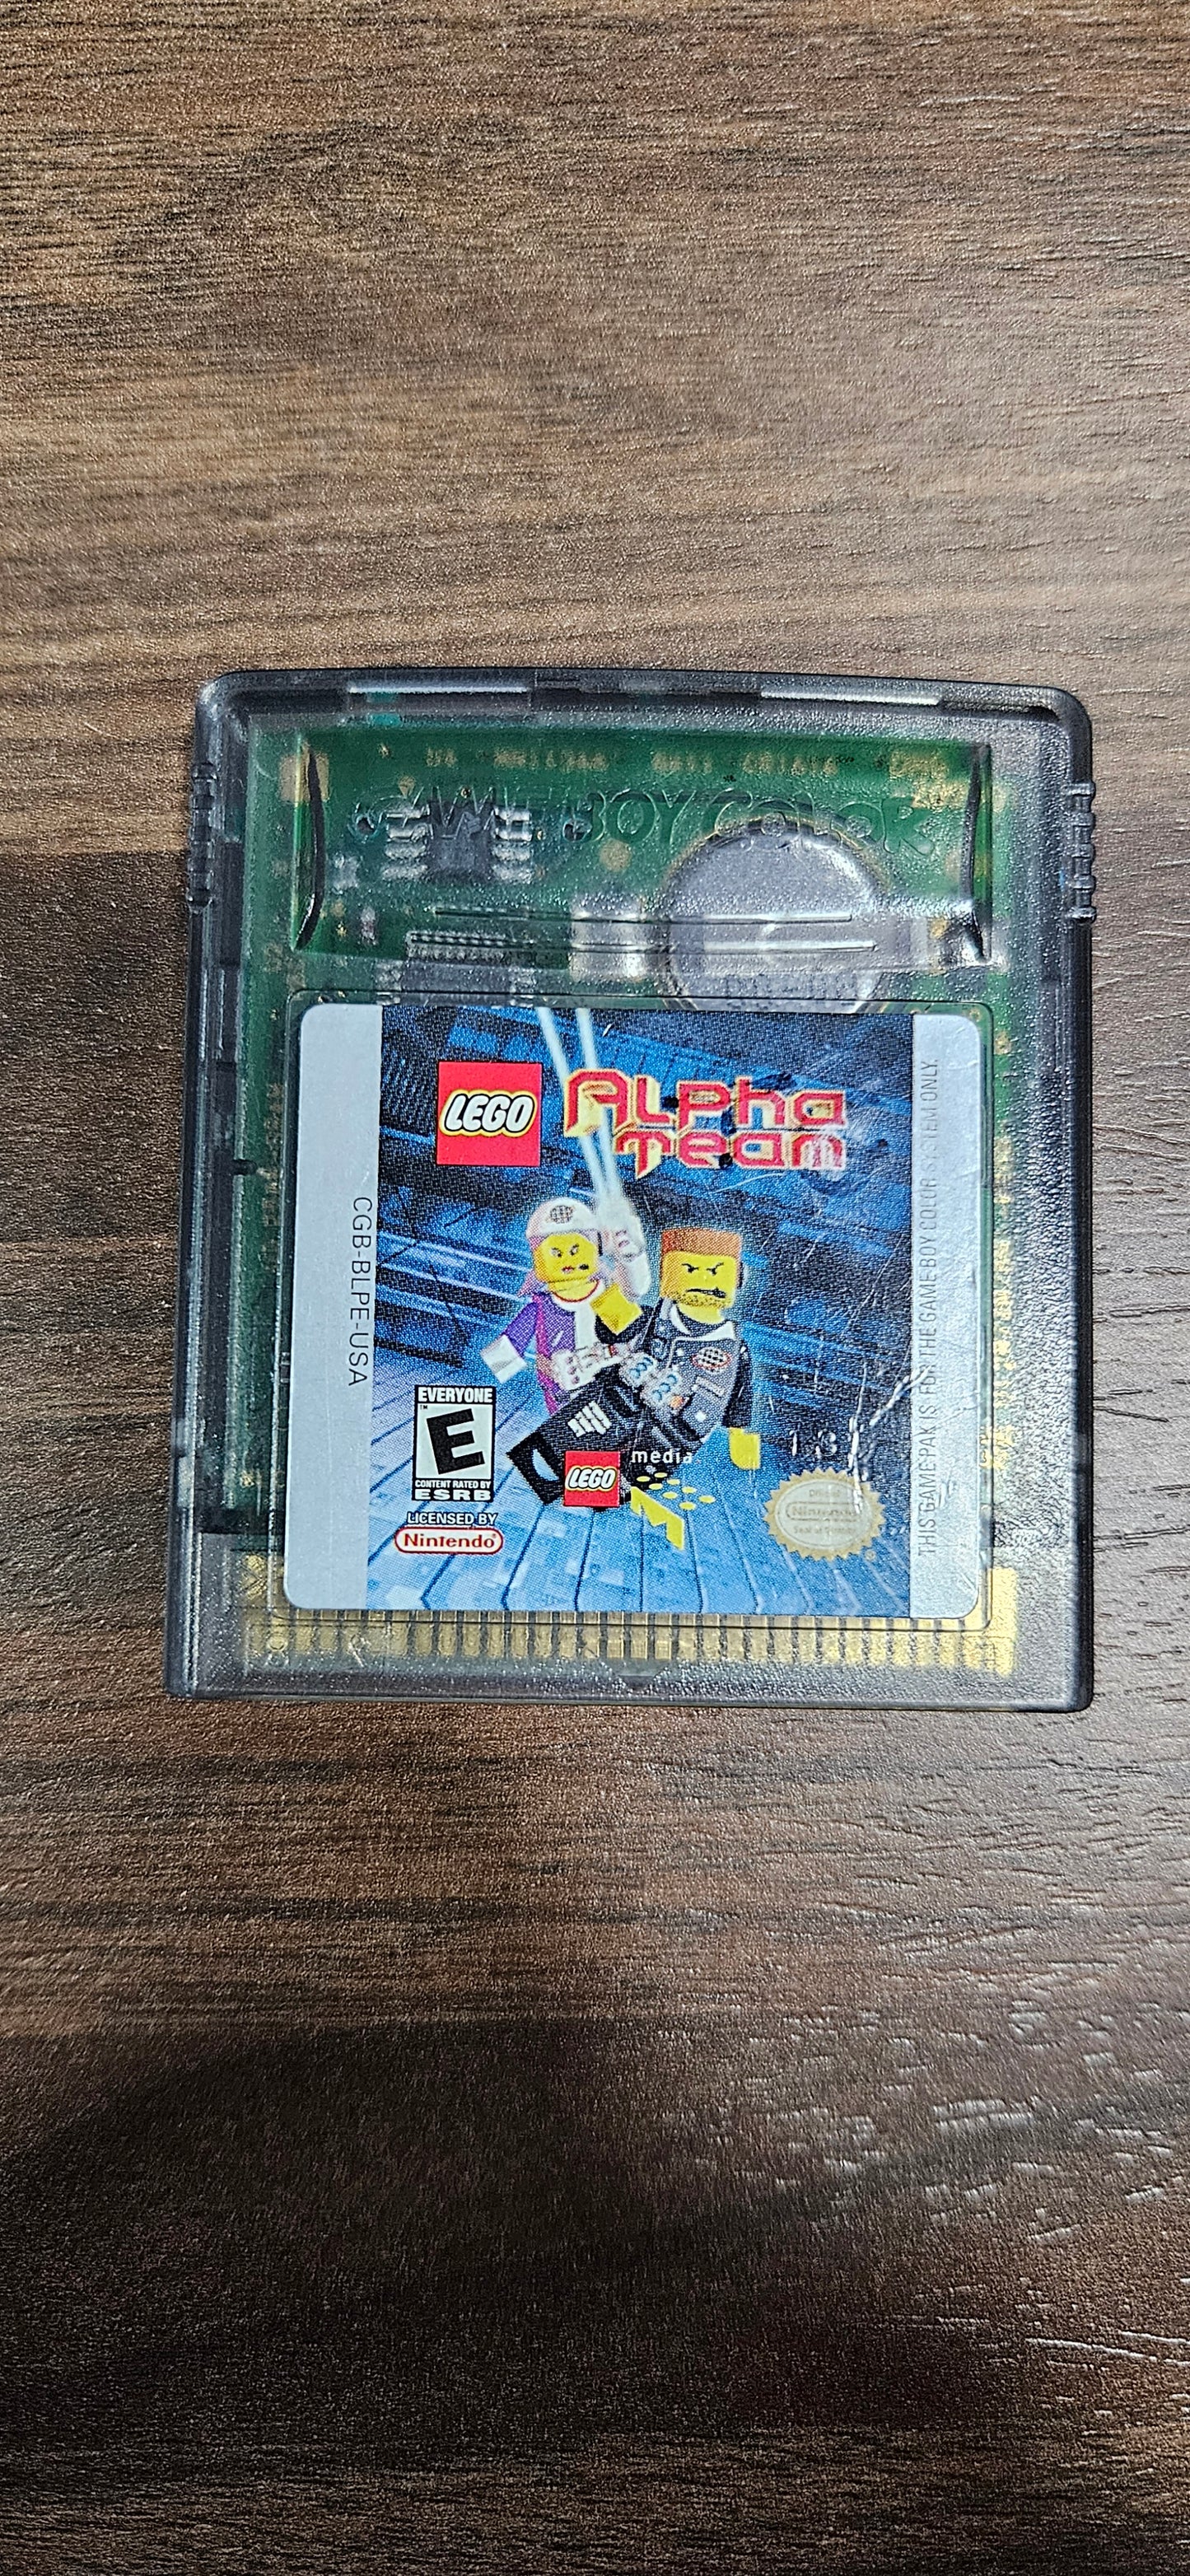 GAME BOY COLOR
LEGO
ALPHA
TEAM
CGB-BLPE-USA
THIS GAME PAK IS FOR THE GAME BOY COLOR SYSTEM ONLY.
EVERYONE
E
CONTENT RATED BY
ESRB
LICENSED BY
Nintendo
LEGO media
Nintendo